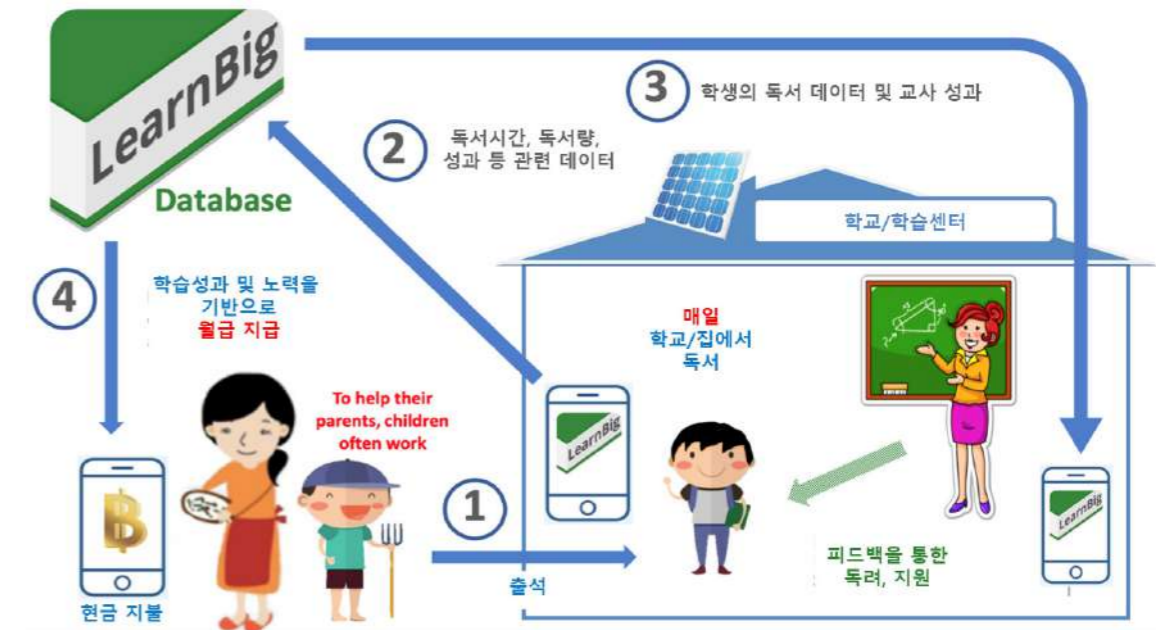 LearnBig
Database
3
학생의 독서 데이터 및 교사 성과
2
독서시간, 독서량,
성과 등 관련 데이터
학교/학습센터
4
학습성과 및 노력을
기반으로
월급 지급
매일
학교/집에서
독서
To help their
parents, children
often work
LearnBig
1
출석
LearnBig
피드백을 통한
독려, 지원
현금 지불